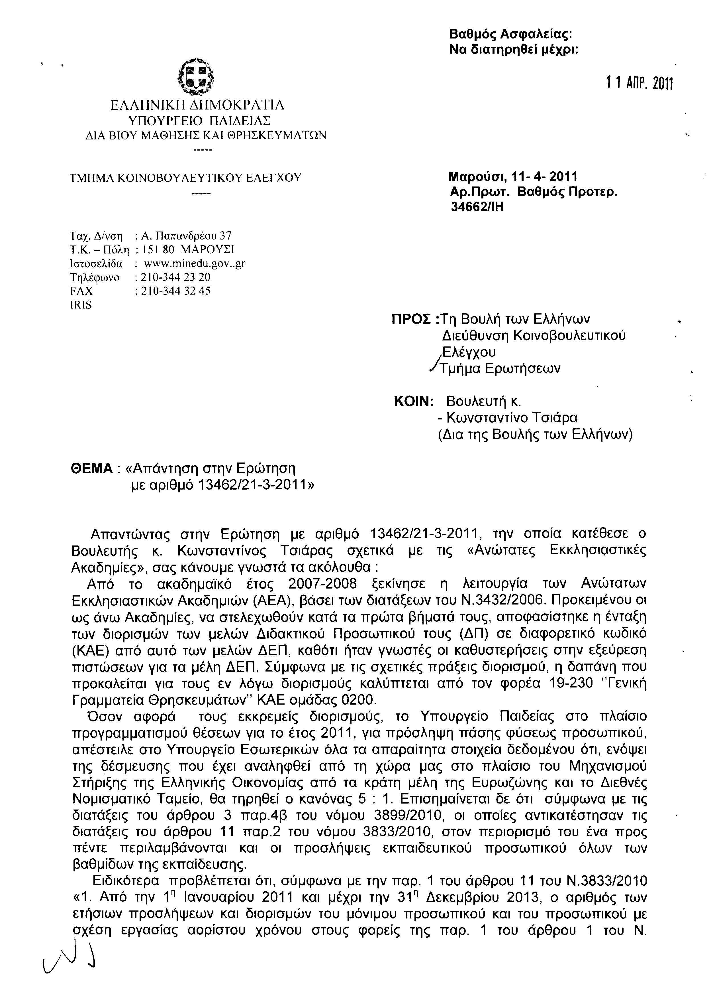 Βαθμός Ασφαλείας:
Να διατηρηθεί μέχρι:
1 1 ΑΠΡ. 2011
ΕΛΛΗΝΙΚΗ ΔΗΜΟΚΡΑΤΙΑ
ΥΠΟΥΡΓΕΙΟ ΠΑΙΔΕΙΑΣ
ΔΙΑ ΒΙΟΥ ΜΑΘΗΣΗΣ ΚΑΙ ΘΡΗΣΚΕΥΜΑΤΩΝ
-----
ΤΜΗΜΑ ΚΟΙΝΟΒΟΥΛΕΥΤΙΚΟΥ ΕΛΕΓΧΟΥ
-----
Μαρούσι, 11- 4- 2011
Αρ.Πρωτ. Βαθμός Προτερ.
34662/ΙΗ
Ταχ. Δ/νση : Α. Παπανδρέου 37
Τ.Κ. – Πόλη : 151 80 ΜΑΡΟΥΣΙ
Ιστοσελίδα : www.minedu.gov..gr
Τηλέφωνο : 210-344 23 20
FAX : 210-344 32 45
IRIS
ΠΡΟΣ :Τη Βουλή των Ελλήνων
Διεύθυνση Κοινοβουλευτικού
Ελέγχου
Τμήμα Ερωτήσεων
ΚΟΙΝ: Βουλευτή κ.
- Κωνσταντίνο Τσιάρα
(Δια της Βουλής των Ελλήνων)
ΘΕΜΑ : «Απάντηση στην Ερώτηση
με αριθμό 13462/21-3-2011»
Απαντώντας στην Ερώτηση με αριθμό 13462/21-3-2011, την οποία κατέθεσε ο
Βουλευτής κ. Κωνσταντίνος Τσιάρας σχετικά με τις «Ανώτατες Εκκλησιαστικές
Ακαδημίες», σας κάνουμε γνωστά τα ακόλουθα :
Από το ακαδημαϊκό έτος 2007-2008 ξεκίνησε η λειτουργία των Ανώτατων
Εκκλησιαστικών Ακαδημιών (ΑΕΑ), βάσει των διατάξεων του Ν.3432/2006. Προκειμένου οι
ως άνω Ακαδημίες, να στελεχωθούν κατά τα πρώτα βήματά τους, αποφασίστηκε η ένταξη
των διορισμών των μελών Διδακτικού Προσωπικού τους (ΔΠ) σε διαφορετικό κωδικό
(ΚΑΕ) από αυτό των μελών ΔΕΠ, καθότι ήταν γνωστές οι καθυστερήσεις στην εξεύρεση
πιστώσεων για τα μέλη ΔΕΠ. Σύμφωνα με τις σχετικές πράξεις διορισμού, η δαπάνη που
προκαλείται για τους εν λόγω διορισμούς καλύπτεται από τον φορέα 19-230 ‘’Γενική
Γραμματεία Θρησκευμάτων’’ ΚΑΕ ομάδας 0200.
Όσον αφορά τους εκκρεμείς διορισμούς, το Υπουργείο Παιδείας στο πλαίσιο
προγραμματισμού θέσεων για το έτος 2011, για πρόσληψη πάσης φύσεως προσωπικού,
απέστειλε στο Υπουργείο Εσωτερικών όλα τα απαραίτητα στοιχεία δεδομένου ότι, ενόψει
της δέσμευσης που έχει αναληφθεί από τη χώρα μας στο πλαίσιο του Μηχανισμού
Στήριξης της Ελληνικής Οικονομίας από τα κράτη μέλη της Ευρωζώνης και το Διεθνές
Νομισματικό Ταμείο, θα τηρηθεί ο κανόνας 5 : 1. Επισημαίνεται δε ότι σύμφωνα με τις
διατάξεις του άρθρου 3 παρ.4β του νόμου 3899/2010, οι οποίες αντικατέστησαν τις
διατάξεις του άρθρου 11 παρ.2 του νόμου 3833/2010, στον περιορισμό του ένα προς
πέντε περιλαμβάνονται και οι προσλήψεις εκπαιδευτικού προσωπικού όλων των
βαθμίδων της εκπαίδευσης.
Ειδικότερα προβλέπεται ότι, σύμφωνα με την παρ. 1 του άρθρου 11 του Ν.3833/2010
«1. Από την 1η Ιανουαρίου 2011 και μέχρι την 31η Δεκεμβρίου 2013, ο αριθμός των
ετήσιων προσλήψεων και διορισμών του μόνιμου προσωπικού και του προσωπικού με
σχέση εργασίας αορίστου χρόνου στους φορείς της παρ. 1 του άρθρου 1 του Ν.